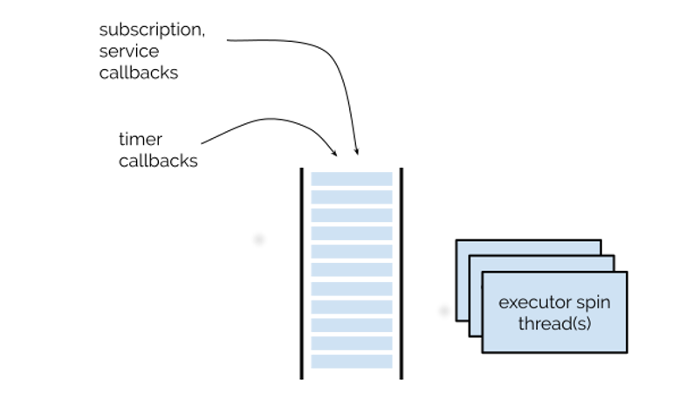 subscription,
service
callbacks
timer
callbacks
executor spin
thread(s)